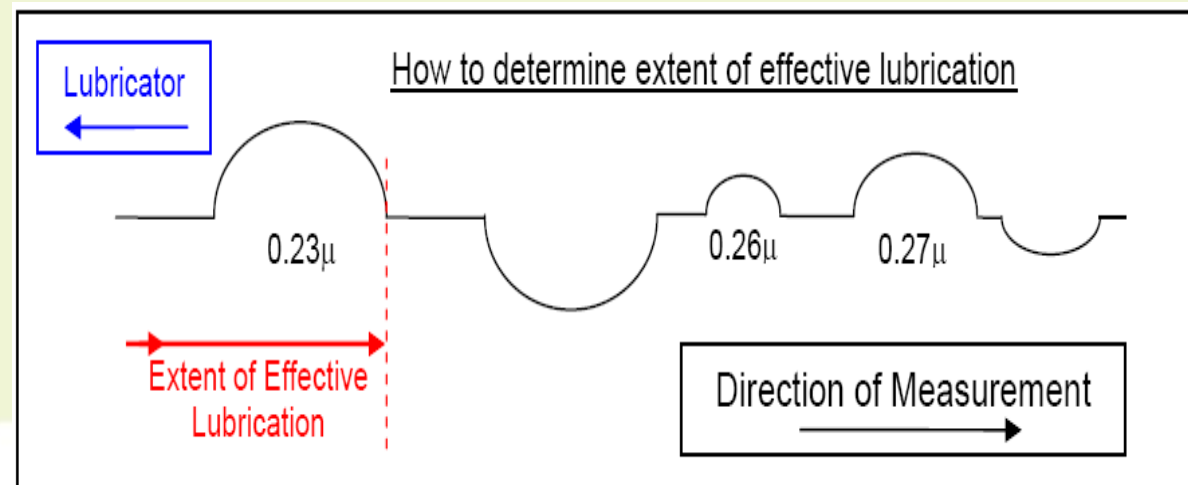 Lubricator
How to determine extent of effective lubrication
0.23μ
0.26μ
0.27μ
Extent of Effective
Lubrication
Direction of Measurement